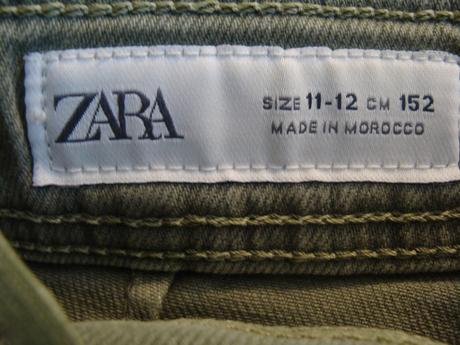 ZARA
SIZE 11-12 CM 152
MADE IN MOROCCO